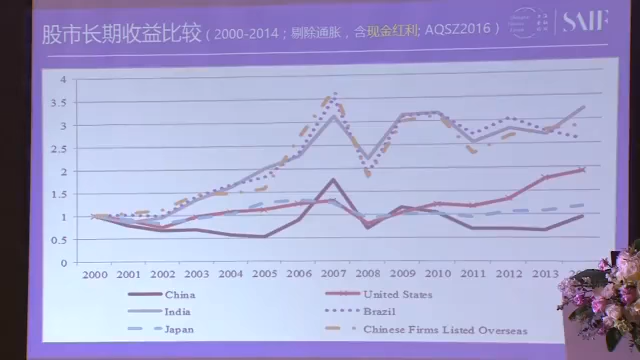 股市长期收益比较(2000-2014;剔除通胀,含现金红利; AQSZ2016)
SAIF
4
3.5
3
2.5
2
1.5
1
0.5
0
2000 2001 2002 2003 2004 2005 2006 2007 2008 2009 2010 2011 2012 2013
China
United States
India
Brazil
Japan
Chinese Firms Listed Overseas